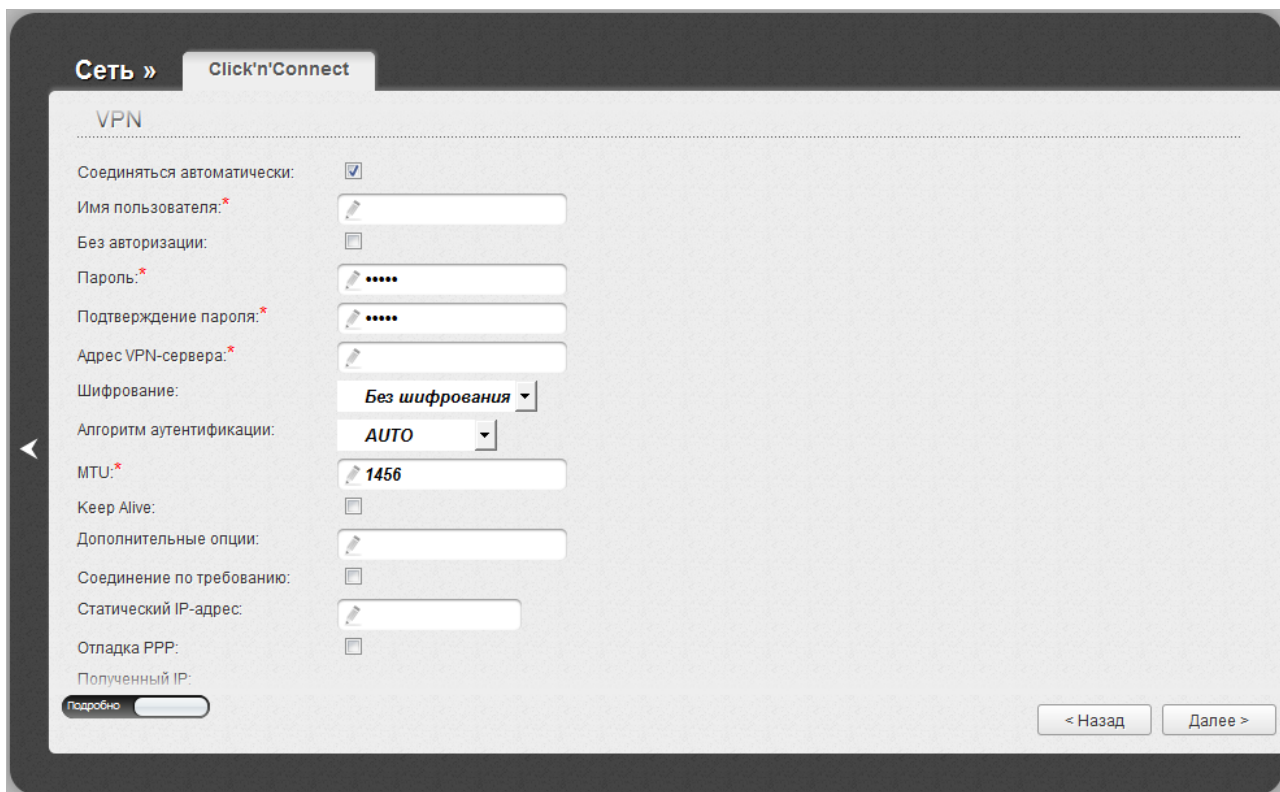 Сеть » Click'n'Connect
VPN
Соединяться автоматически:
Имя пользователя:*
Без авторизации:
Пароль:* •••••
Подтверждение пароля:* •••••
Адрес VPN-сервера:*
Шифрование: Без шифрования
Алгоритм аутентификации: AUTO
MTU:* 1456
Keep Alive:
Дополнительные опции:
Соединение по требованию:
Статический IP-адрес:
Отладка PPP:
Полученный IP:
Подробно
< Назад Далее >